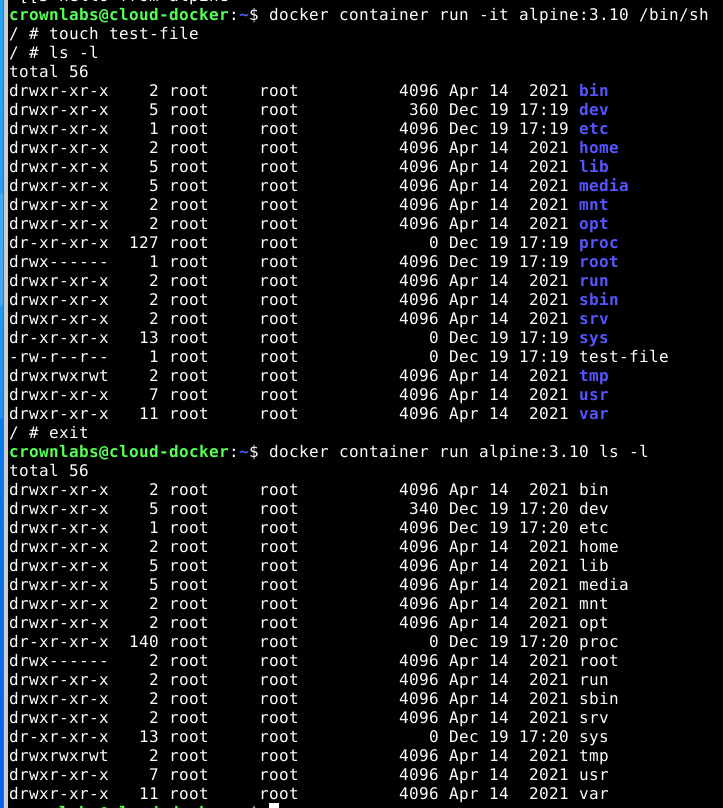 crownlabs@cloud-docker:~$ docker container run -it alpine:3.10 /bin/sh
/ # touch test-file
/ # ls -l
total 56
drwxr-xr-x    2 root     root          4096 Apr 14  2021 bin
drwxr-xr-x    5 root     root           360 Dec 19 17:19 dev
drwxr-xr-x    1 root     root          4096 Dec 19 17:19 etc
drwxr-xr-x    2 root     root          4096 Apr 14  2021 home
drwxr-xr-x    5 root     root          4096 Apr 14  2021 lib
drwxr-xr-x    5 root     root          4096 Apr 14  2021 media
drwxr-xr-x    2 root     root          4096 Apr 14  2021 mnt
drwxr-xr-x    2 root     root          4096 Apr 14  2021 opt
dr-xr-xr-x  127 root     root             0 Dec 19 17:19 proc
drwx------    1 root     root          4096 Dec 19 17:19 root
drwxr-xr-x    2 root     root          4096 Apr 14  2021 run
drwxr-xr-x    2 root     root          4096 Apr 14  2021 sbin
drwxr-xr-x    2 root     root          4096 Apr 14  2021 srv
dr-xr-xr-x   13 root     root             0 Dec 19 17:19 sys
-rw-r--r--    1 root     root             0 Dec 19 17:19 test-file
drwxrwxrwt    2 root     root          4096 Apr 14  2021 tmp
drwxr-xr-x    7 root     root          4096 Apr 14  2021 usr
drwxr-xr-x   11 root     root          4096 Apr 14  2021 var
/ # exit
crownlabs@cloud-docker:~$ docker container run alpine:3.10 ls -l
total 56
drwxr-xr-x    2 root     root          4096 Apr 14  2021 bin
drwxr-xr-x    5 root     root           340 Dec 19 17:20 dev
drwxr-xr-x    1 root     root          4096 Dec 19 17:20 etc
drwxr-xr-x    2 root     root          4096 Apr 14  2021 home
drwxr-xr-x    5 root     root          4096 Apr 14  2021 lib
drwxr-xr-x    5 root     root          4096 Apr 14  2021 media
drwxr-xr-x    2 root     root          4096 Apr 14  2021 mnt
drwxr-xr-x    2 root     root          4096 Apr 14  2021 opt
dr-xr-xr-x  140 root     root             0 Dec 19 17:20 proc
drwx------    2 root     root          4096 Apr 14  2021 root
drwxr-xr-x    2 root     root          4096 Apr 14  2021 run
drwxr-xr-x    2 root     root          4096 Apr 14  2021 sbin
drwxr-xr-x    2 root     root          4096 Apr 14  2021 srv
dr-xr-xr-x   13 root     root             0 Dec 19 17:20 sys
drwxrwxrwt    2 root     root          4096 Apr 14  2021 tmp
drwxr-xr-x    7 root     root          4096 Apr 14  2021 usr
drwxr-xr-x   11 root     root          4096 Apr 14  2021 var